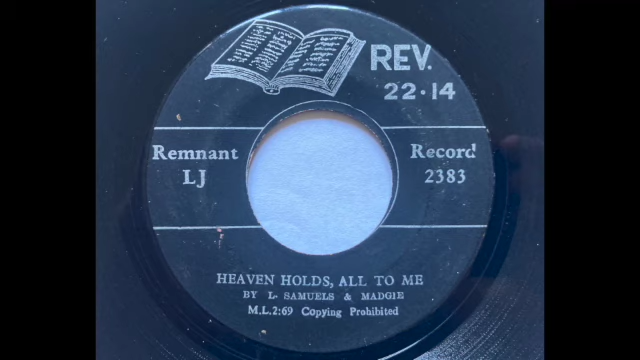 REV.
22·14
Remnant Record
LJ 2383
HEAVEN HOLDS, ALL TO ME
BY L. SAMUELS & MADGIE
M.L.2:69 Copying Prohibited